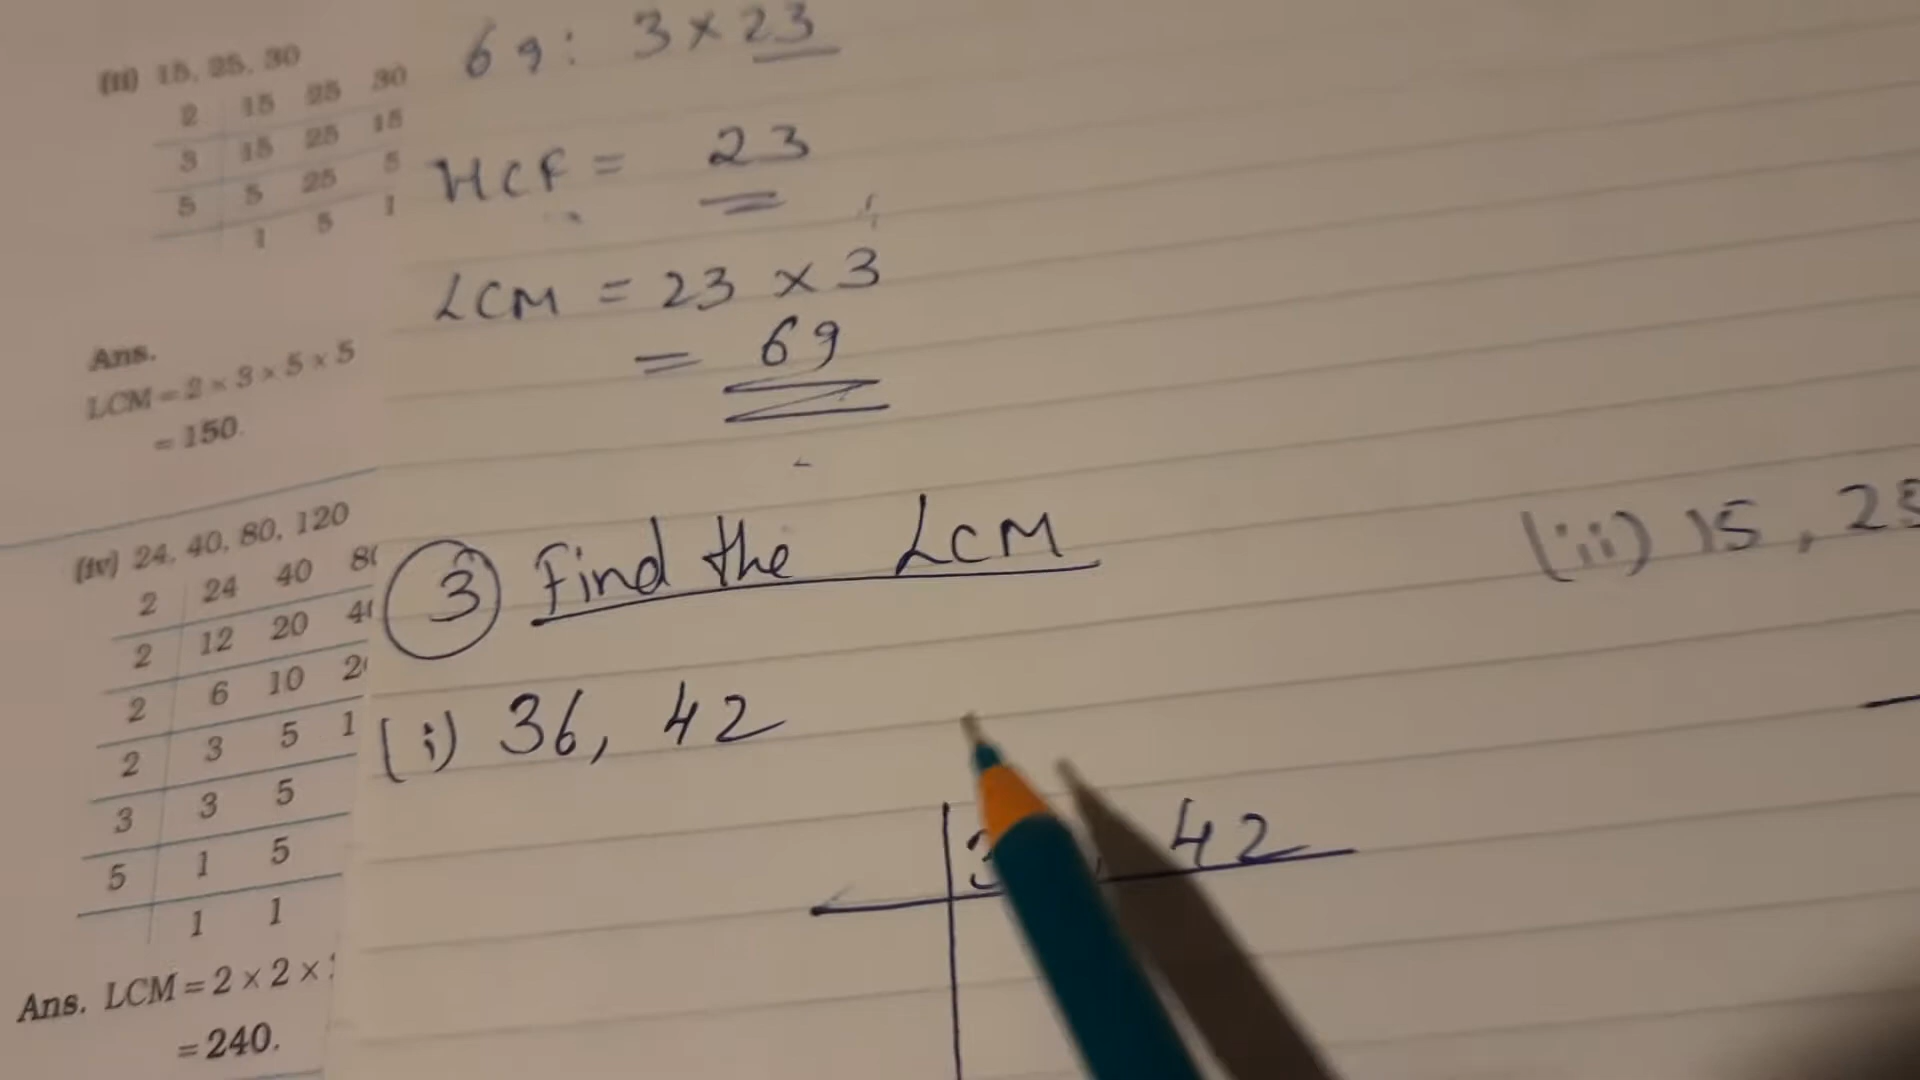 (ii) 15, 25, 30
2 15 25 30
3 15 25 15
5 5 25 5
1 5 1
Ans.
LCM = 2 × 3 × 5 × 5
= 150.
(iv) 24, 40, 80, 120
2 24 40
2 12 20
2 6 10
2 3 5
3 3 5
5 1 5
1 1
Ans. LCM = 2 × 2 ×
= 240.
69: 3 × 23
HCF = 23
LCM = 23 × 3
= 69
3 Find the LCM
(i) 36, 42
42
(ii) 15,